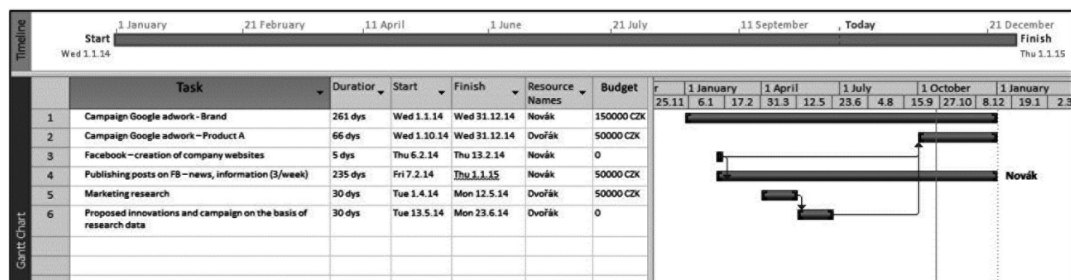 Timeline
1 January 21 February 11 April 1 June 21 July 11 September Today 21 December
Start
Wed 1.1.14
Finish
Thu 1.1.15
Gantt Chart
Task Duration Start Finish Resource Names Budget
1 Campaign Google adwork - Brand 261 dys Wed 1.1.14 Wed 31.12.14 Novák 150000 CZK
2 Campaign Google adwork – Product A 66 dys Wed 1.10.14 Wed 31.12.14 Dvořák 50000 CZK
3 Facebook – creation of company websites 5 dys Thu 6.2.14 Thu 13.2.14 Novák 0
4 Publishing posts on FB – news, information (3/week) 235 dys Fri 7.2.14 Thu 1.1.15 Novák 50000 CZK
5 Marketing research 30 dys Tue 1.4.14 Mon 12.5.14 Dvořák 50000 CZK
6 Proposed innovations and campaign on the basis of
research data 30 dys Tue 13.5.14 Mon 23.6.14 Dvořák 0
r 1 January 1 April 1 July 1 October 1 January
25.11 6.1 17.2 31.3 12.5 23.6 4.8 15.9 27.10 8.12 19.1 2.3
Novák